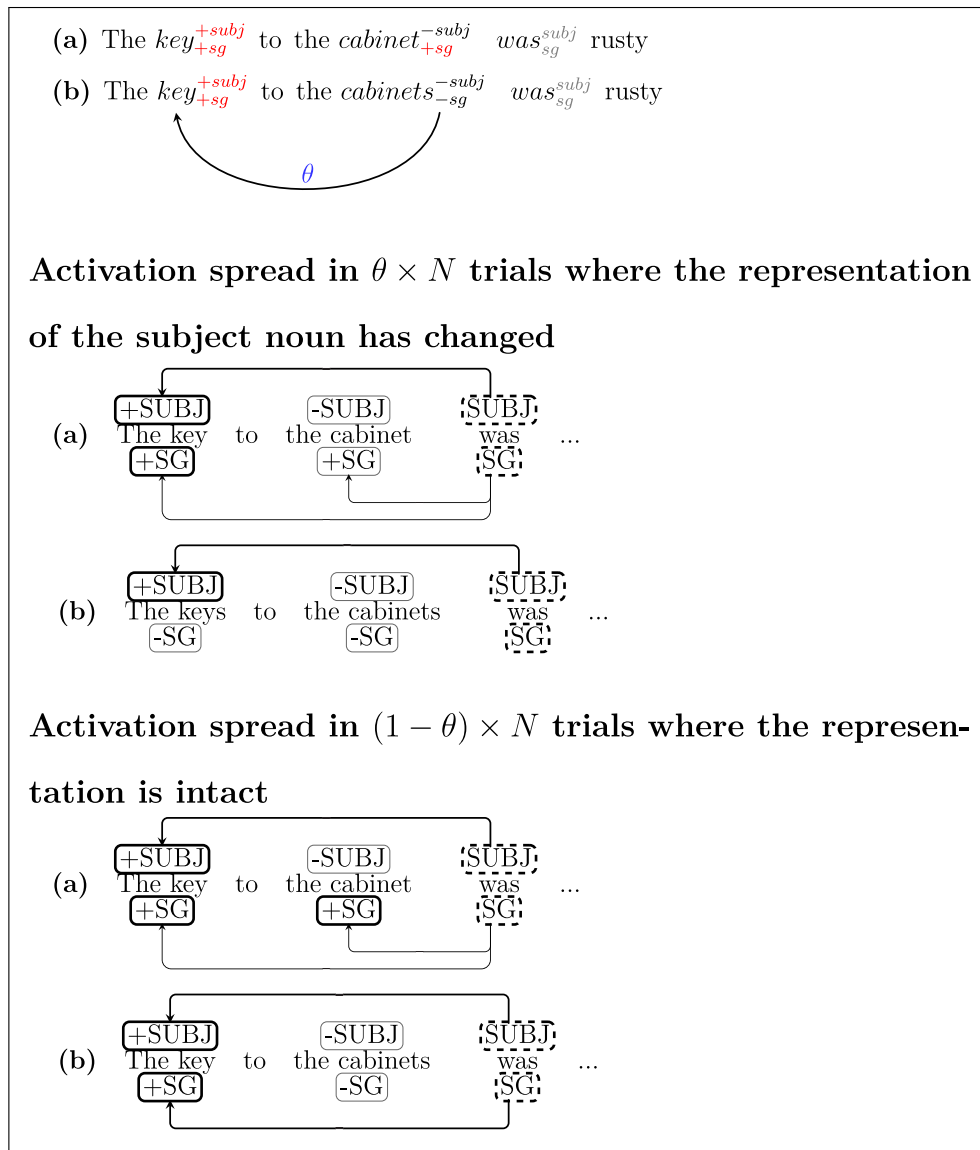 (a) The key+subj+sg to the cabinet-subj+sg wassubjsg rusty
(b) The key+subj+sg to the cabinets-subj-sg wassubjsg rusty
θ
Activation spread in θ × N trials where the representation
of the subject noun has changed
+SUBJ -SUBJ SUBJ
(a) The key to the cabinet was ...
+SG +SG SG
+SUBJ -SUBJ SUBJ
(b) The keys to the cabinets was ...
-SG -SG SG
Activation spread in (1 − θ) × N trials where the represen-
tation is intact
+SUBJ -SUBJ SUBJ
(a) The key to the cabinet was ...
+SG +SG SG
+SUBJ -SUBJ SUBJ
(b) The key to the cabinets was ...
+SG -SG SG